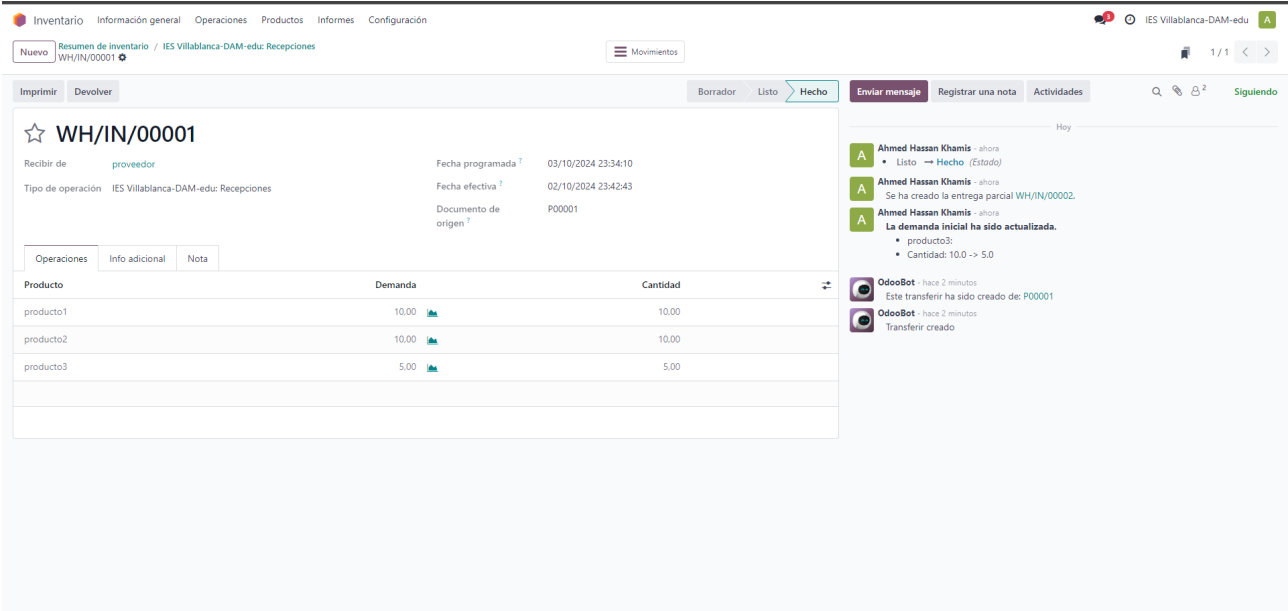 Inventario Información general Operaciones Productos Informes Configuración 3 IES Villablanca-DAM-edu A
Nuevo Resumen de inventario / IES Villablanca-DAM-edu: Recepciones
WH/IN/00001
Movimientos 1 / 1
Imprimir Devolver Borrador Listo Hecho Enviar mensaje Registrar una nota Actividades 2 Siguiendo
WH/IN/00001
Recibir de proveedor
Tipo de operación IES Villablanca-DAM-edu: Recepciones
Fecha programada ? 03/10/2024 23:34:10
Fecha efectiva ? 02/10/2024 23:42:43
Documento de origen ? P00001
Operaciones Info adicional Nota
Producto Demanda Cantidad
producto1 10,00 10,00
producto2 10,00 10,00
producto3 5,00 5,00
Hoy
A Ahmed Hassan Khamis - ahora
• Listo → Hecho (Estado)
A Ahmed Hassan Khamis - ahora
Se ha creado la entrega parcial WH/IN/00002.
A Ahmed Hassan Khamis - ahora
La demanda inicial ha sido actualizada.
• producto3:
• Cantidad: 10.0 -> 5.0
OdooBot - hace 2 minutos
Este transferir ha sido creado de: P00001
OdooBot - hace 2 minutos
Transferir creado